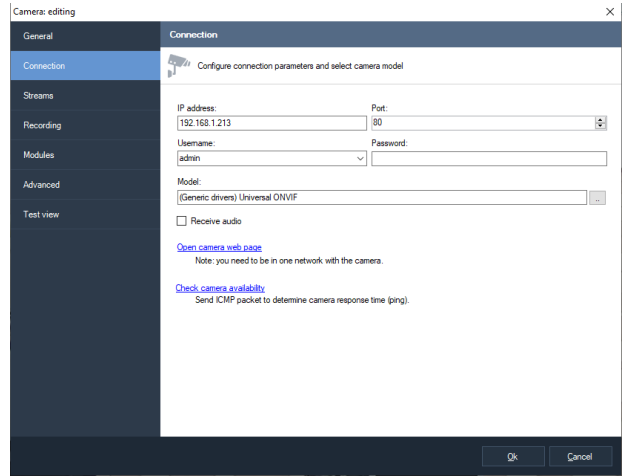 Camera: editing
General
Connection
Streams
Recording
Modules
Advanced
Test view
Connection
Configure connection parameters and select camera model
IP address: Port:
192.168.1.213 80
Username: Password:
admin
Model:
(Generic drivers) Universal ONVIF ..
Receive audio
Open camera web page
Note: you need to be in one network with the camera.
Check camera availability
Send ICMP packet to determine camera response time (ping).
Ok Cancel